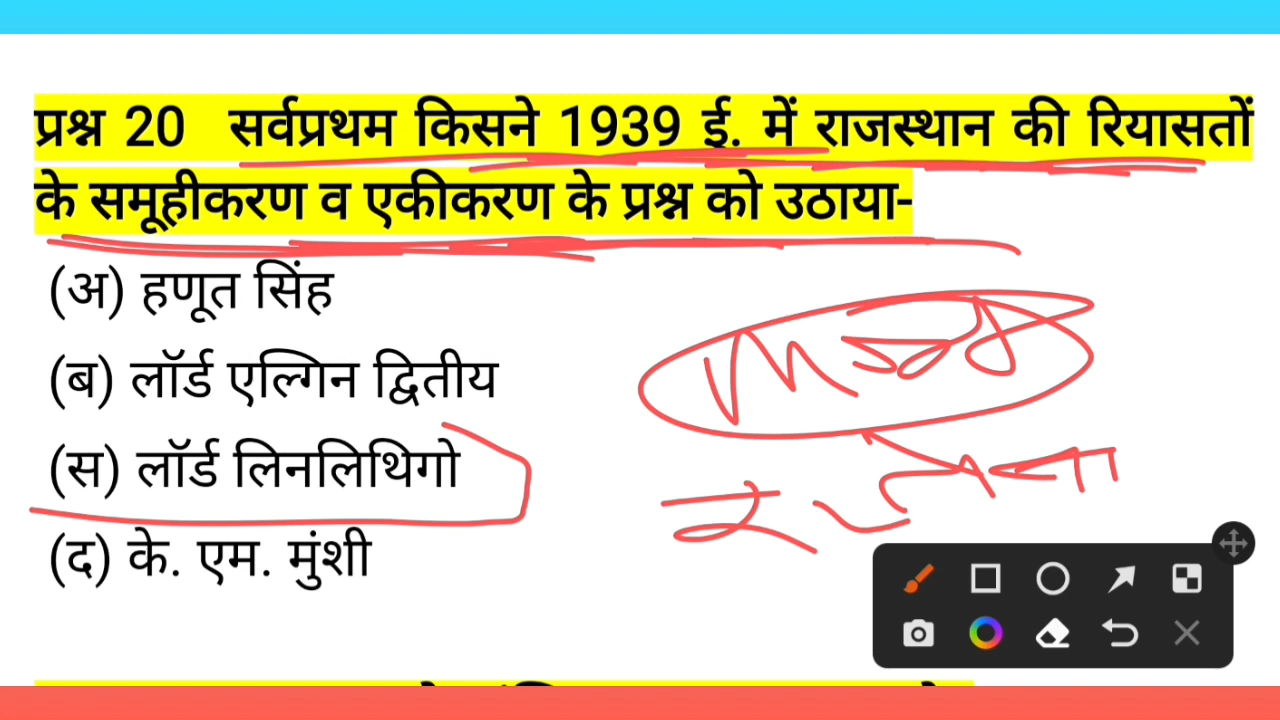 प्रश्न 20 सर्वप्रथम किसने 1939 ई. में राजस्थान की रियासतों
के समूहीकरण व एकीकरण के प्रश्न को उठाया-
(अ) हणूत सिंह
(ब) लॉर्ड एल्गिन द्वितीय
(स) लॉर्ड लिनलिथिगो
(द) के. एम. मुंशी